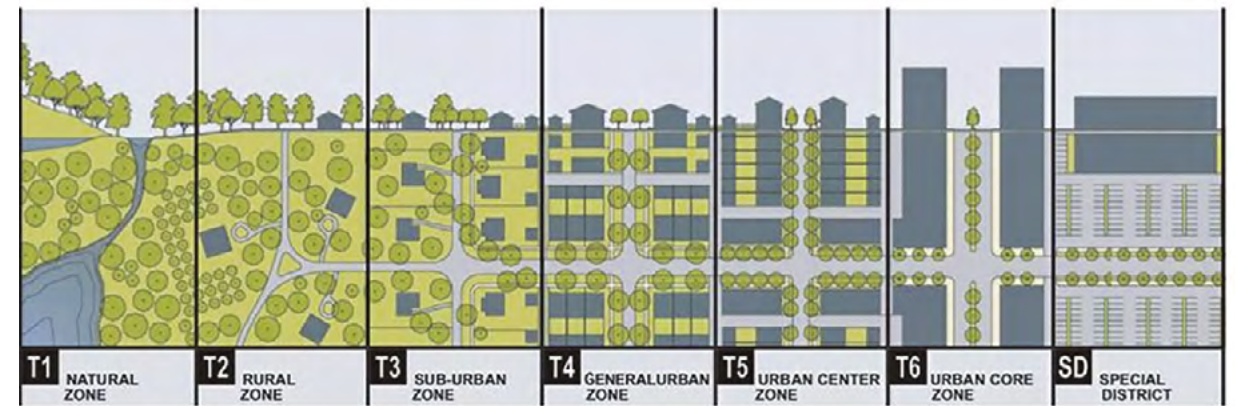 T1 NATURAL
ZONE
T2 RURAL
ZONE
T3 SUB-URBAN
ZONE
T4 GENERALURBAN
ZONE
T5 URBAN CENTER
ZONE
T6 URBAN CORE
ZONE
SD SPECIAL
DISTRICT